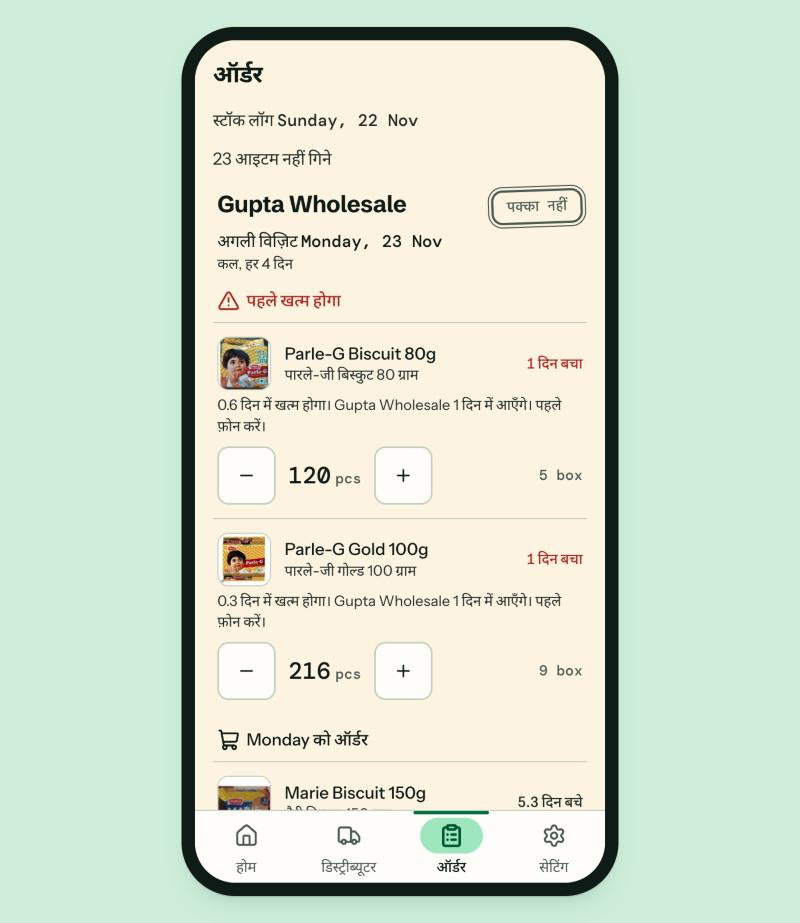 ऑर्डर
स्टॉक लॉग Sunday, 22 Nov
23 आइटम नहीं गिने
Gupta Wholesale
पक्का नहीं
अगली विज़िट Monday, 23 Nov
कल, हर 4 दिन
पहले खत्म होगा
Parle-G Biscuit 80g
पारले-जी बिस्कुट 80 ग्राम
1 दिन बचा
0.6 दिन में खत्म होगा। Gupta Wholesale 1 दिन में आएँगे। पहले
फ़ोन करें।
− 120 pcs + 5 box
Parle-G Gold 100g
पारले-जी गोल्ड 100 ग्राम
1 दिन बचा
0.3 दिन में खत्म होगा। Gupta Wholesale 1 दिन में आएँगे। पहले
फ़ोन करें।
− 216 pcs + 9 box
Monday को ऑर्डर
Marie Biscuit 150g
5.3 दिन बचे
होम डिस्ट्रीब्यूटर ऑर्डर सेटिंग